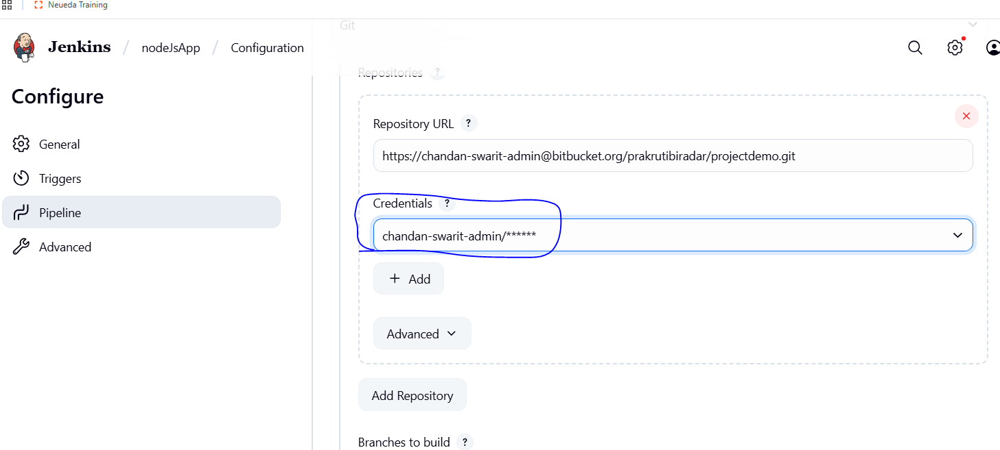 Neueda Training
Git
Jenkins / nodeJsApp / Configuration
Configure
General
Triggers
Pipeline
Advanced
Repositories ?
Repository URL ?
https://chandan-swarit-admin@bitbucket.org/prakrutibiradar/projectdemo.git
Credentials ?
chandan-swarit-admin/******
+ Add
Advanced
Add Repository
Branches to build ?